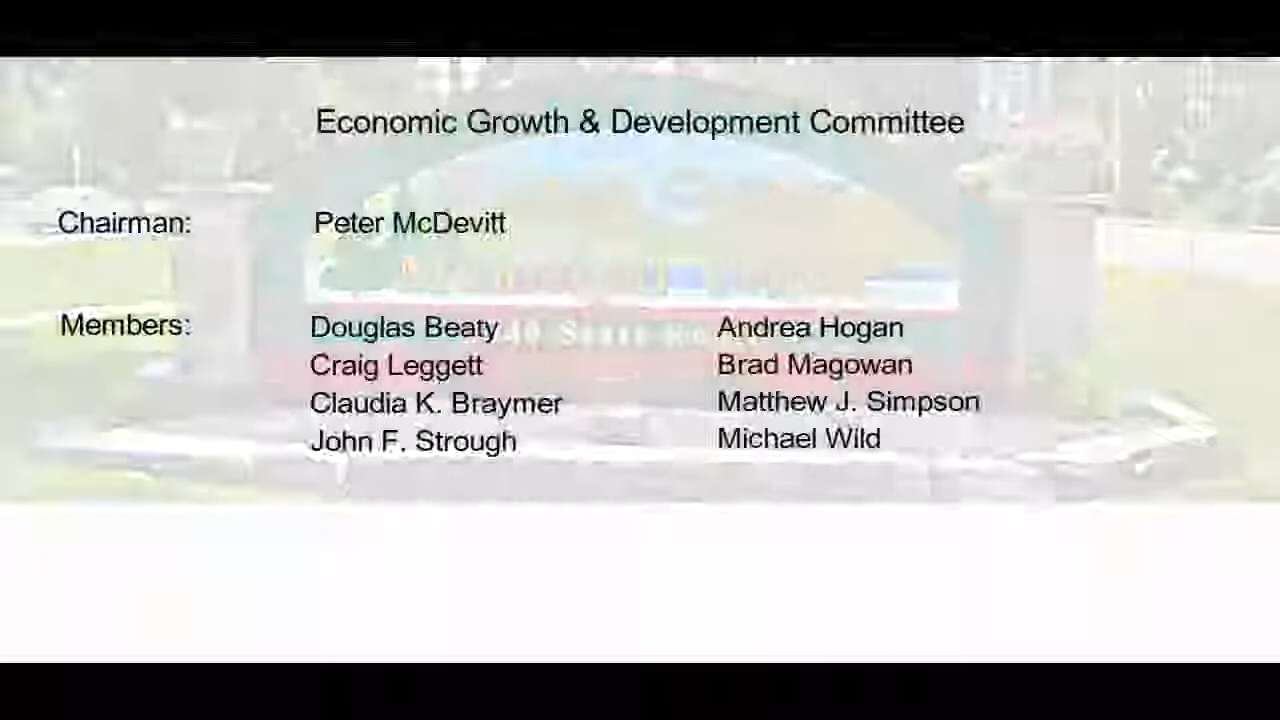 Economic Growth & Development Committee
Chairman: Peter McDevitt
Members: Douglas Beaty Andrea Hogan
Craig Leggett Brad Magowan
Claudia K. Braymer Matthew J. Simpson
John F. Strough Michael Wild